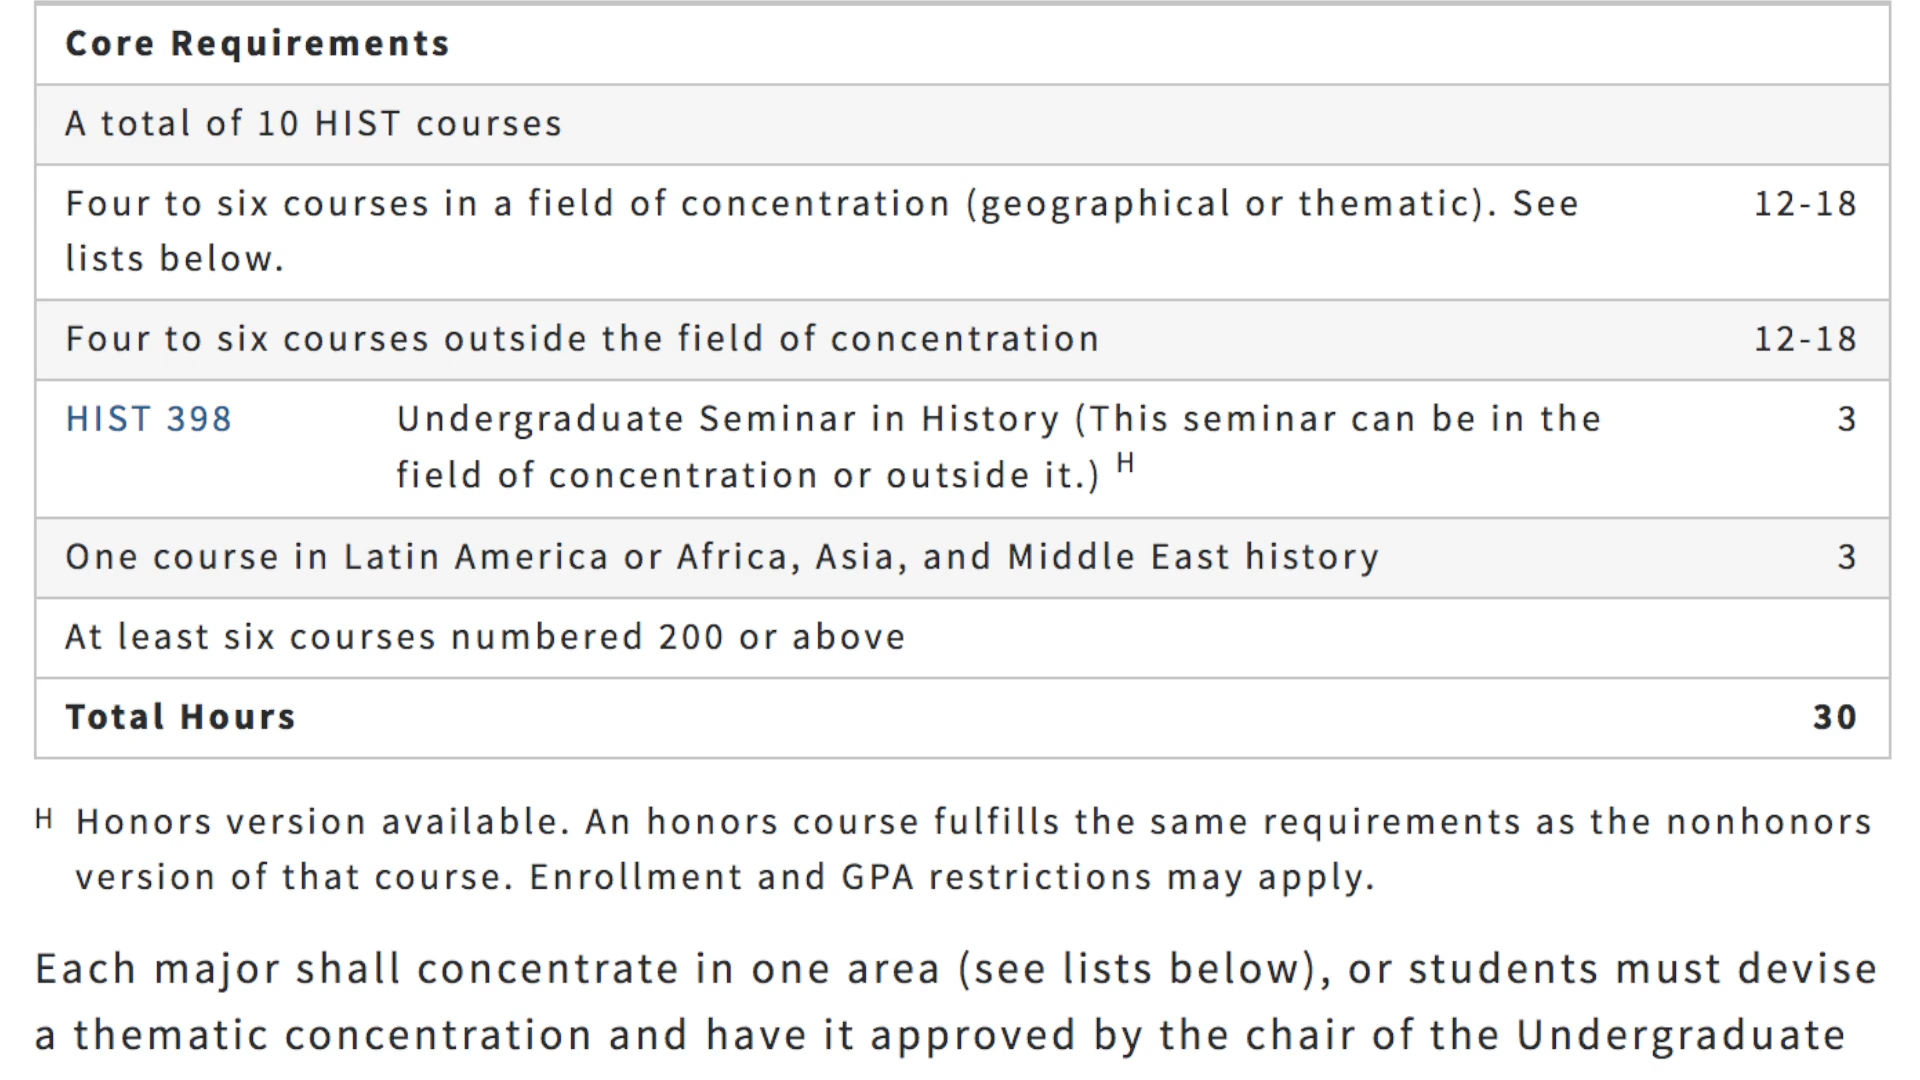 Core Requirements
A total of 10 HIST courses
Four to six courses in a field of concentration (geographical or thematic). See 12-18
lists below.
Four to six courses outside the field of concentration 12-18
HIST 398 Undergraduate Seminar in History (This seminar can be in the 3
field of concentration or outside it.) H
One course in Latin America or Africa, Asia, and Middle East history 3
At least six courses numbered 200 or above
Total Hours 30
H Honors version available. An honors course fulfills the same requirements as the nonhonors
version of that course. Enrollment and GPA restrictions may apply.
Each major shall concentrate in one area (see lists below), or students must devise
a thematic concentration and have it approved by the chair of the Undergraduate